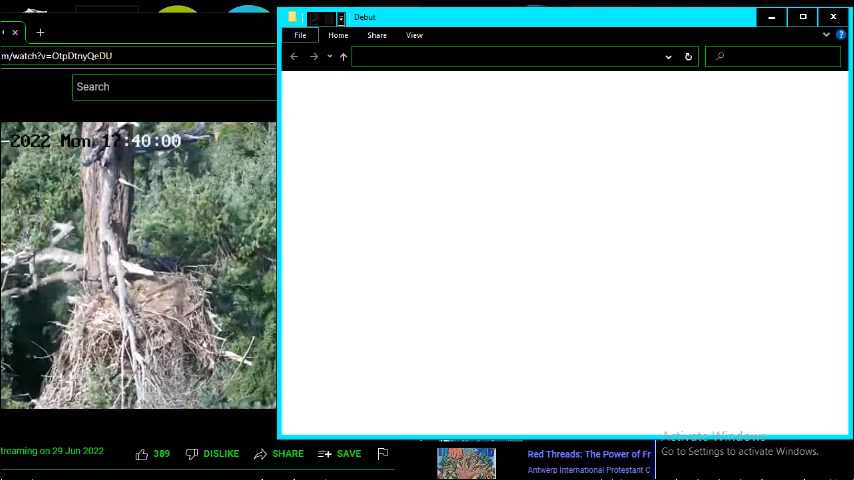 Debut
File Home Share View
m/watch?v=OtpDtnyQeDU
Search
-2022 Mon 17:40:00
treaming on 29 Jun 2022
389 DISLIKE SHARE SAVE
Red Threads: The Power of Fr
Antwerp International Protestant C
Activate Windows
Go to Settings to activate Windows.